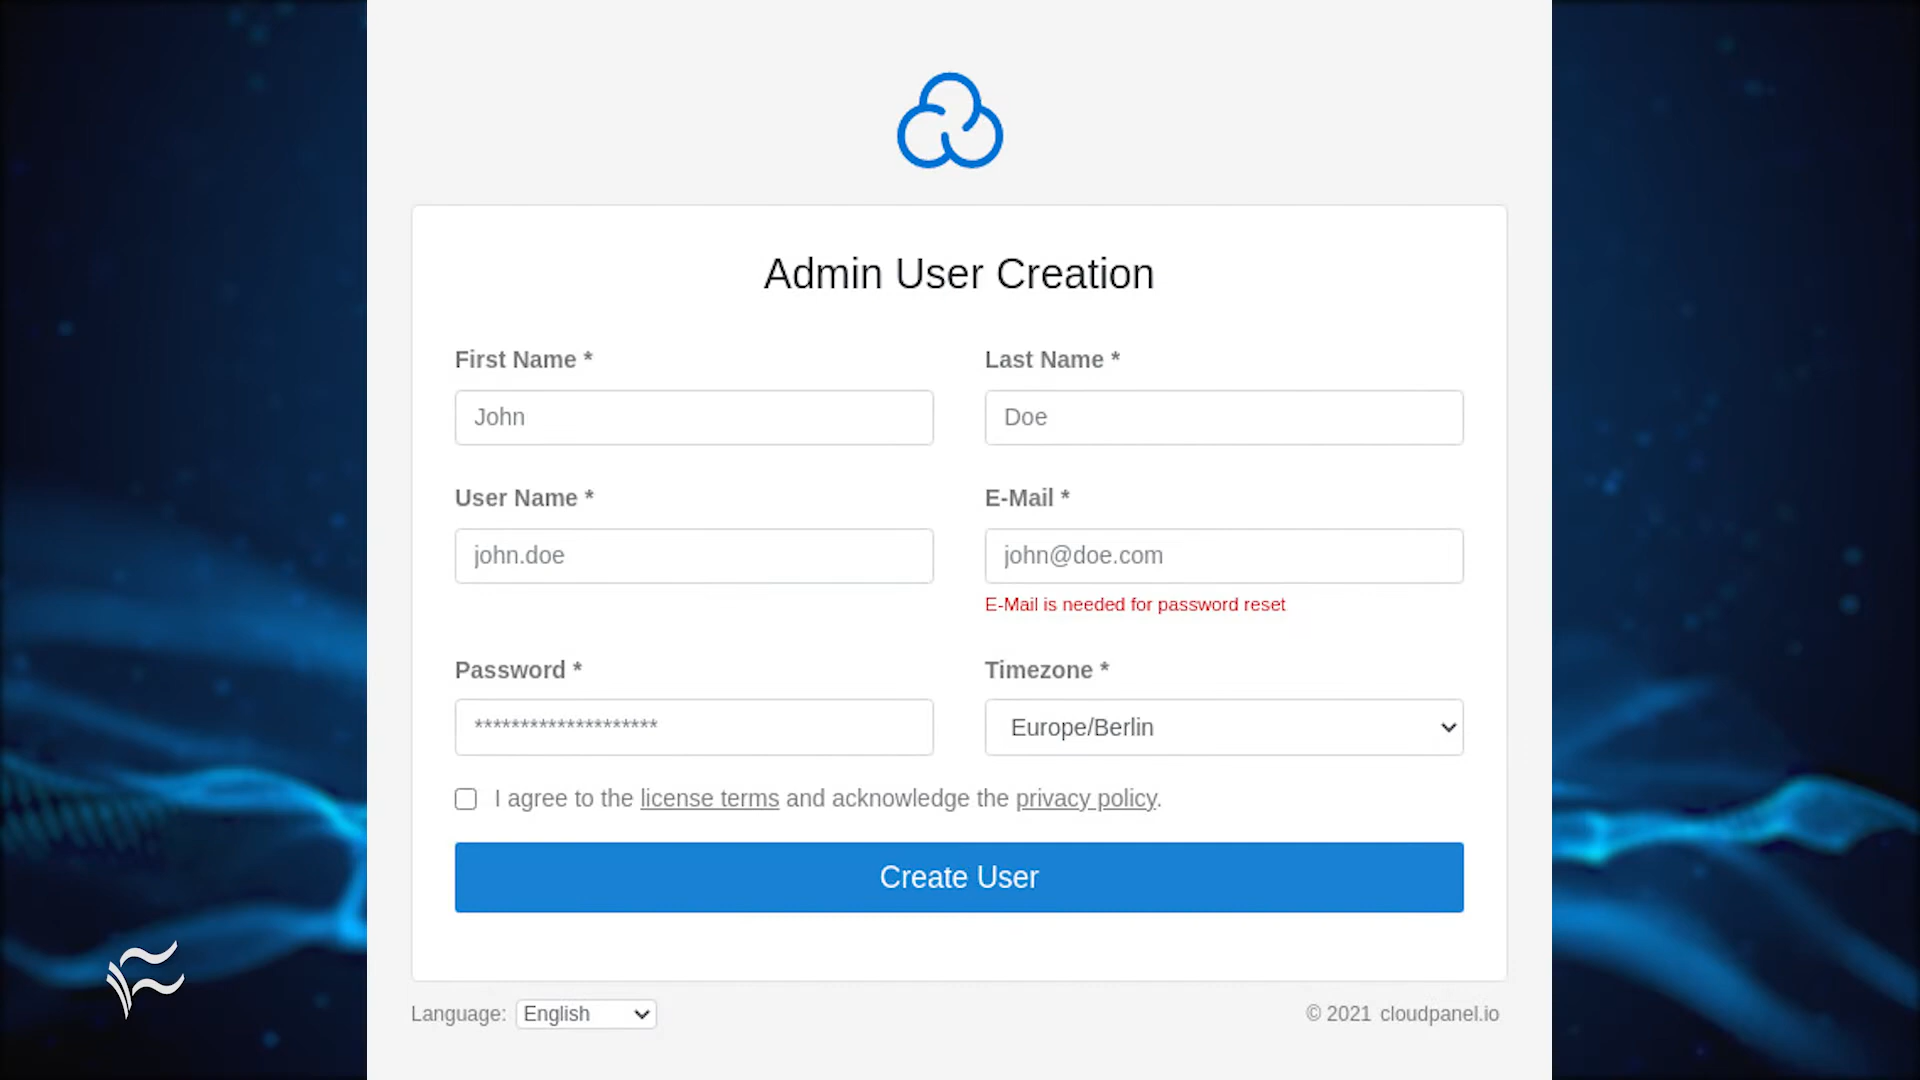 Admin User Creation
First Name *
Last Name *
John
Doe
User Name *
E-Mail *
john.doe
john@doe.com
E-Mail is needed for password reset
Password *
Timezone *
********************
Europe/Berlin
I agree to the license terms and acknowledge the privacy policy.
Create User
Language: English
© 2021 cloudpanel.io